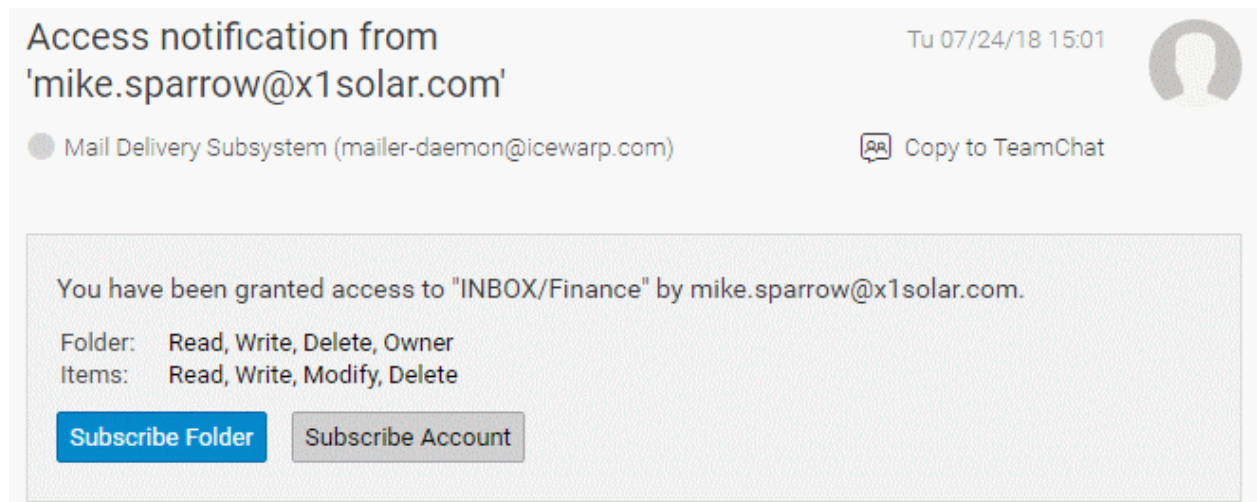 Access notification from
'mike.sparrow@x1solar.com'
Tu 07/24/18 15:01
Mail Delivery Subsystem (mailer-daemon@icewarp.com)
Copy to TeamChat
You have been granted access to "INBOX/Finance" by mike.sparrow@x1solar.com.
Folder: Read, Write, Delete, Owner
Items: Read, Write, Modify, Delete
Subscribe Folder Subscribe Account